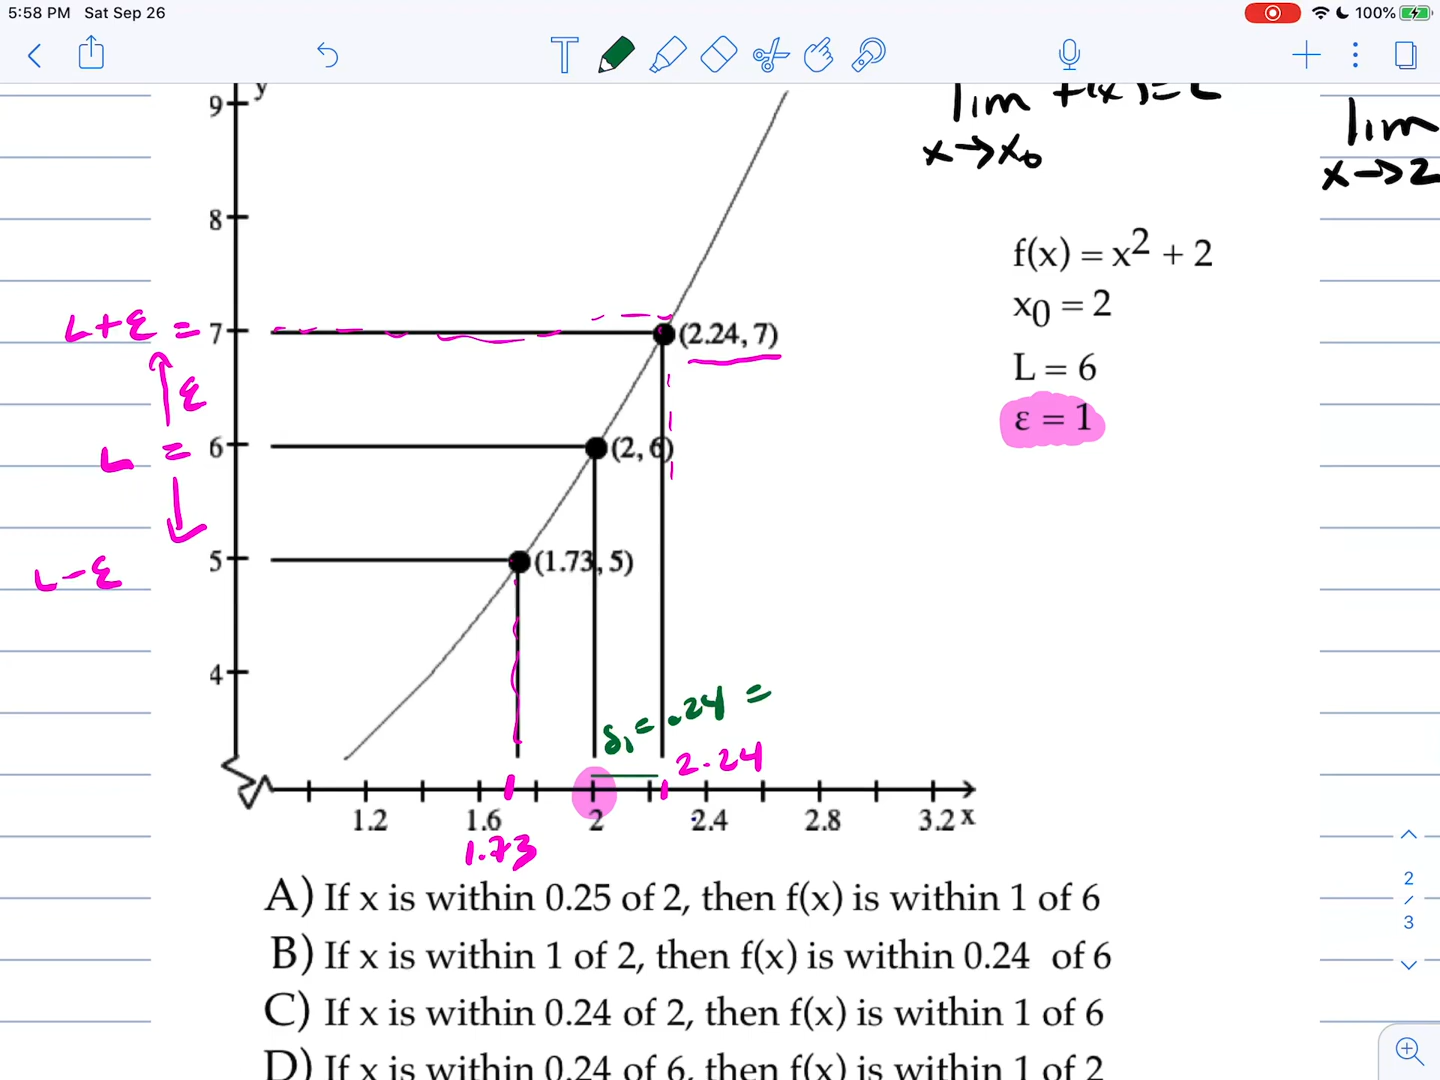 5:58 PM Sat Sep 26
100%
T
y
9
8
7
6
5
4
lim f(x) = L
x→x₀
lim
x→2
f(x) = x² + 2
x₀ = 2
L = 6
ε = 1
L+ε =
ε
L =
L-ε
(2.24, 7)
(2, 6)
(1.73, 5)
δ₁ = .24 =
2.24
1.2 1.6 2 2.4 2.8 3.2 x
1.73
A) If x is within 0.25 of 2, then f(x) is within 1 of 6
B) If x is within 1 of 2, then f(x) is within 0.24 of 6
C) If x is within 0.24 of 2, then f(x) is within 1 of 6
D) If x is within 0.24 of 6, then f(x) is within 1 of 2
2
/
3